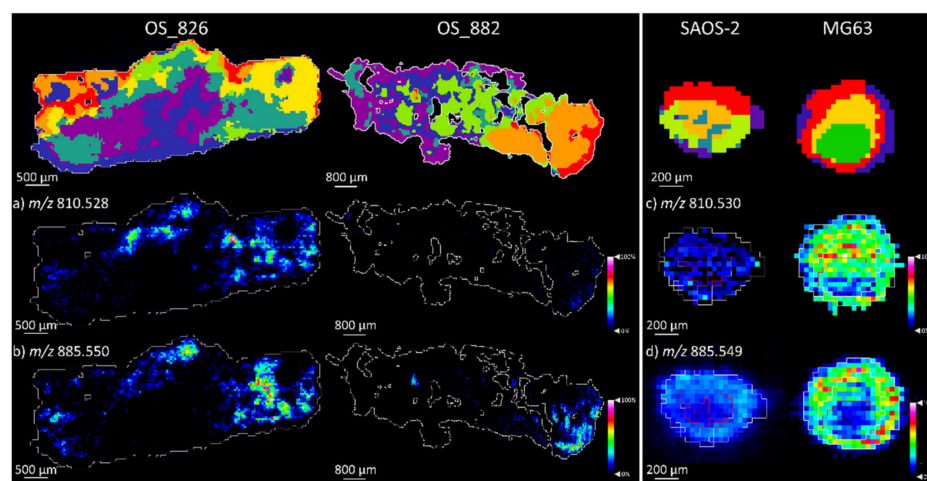 OS_826 OS_882 SAOS-2 MG63
500 µm 800 µm 200 µm
a) m/z 810.528 c) m/z 810.530
100%
0%
500 µm 800 µm 200 µm
b) m/z 885.550 d) m/z 885.549
100%
0%
500 µm 800 µm 200 µm